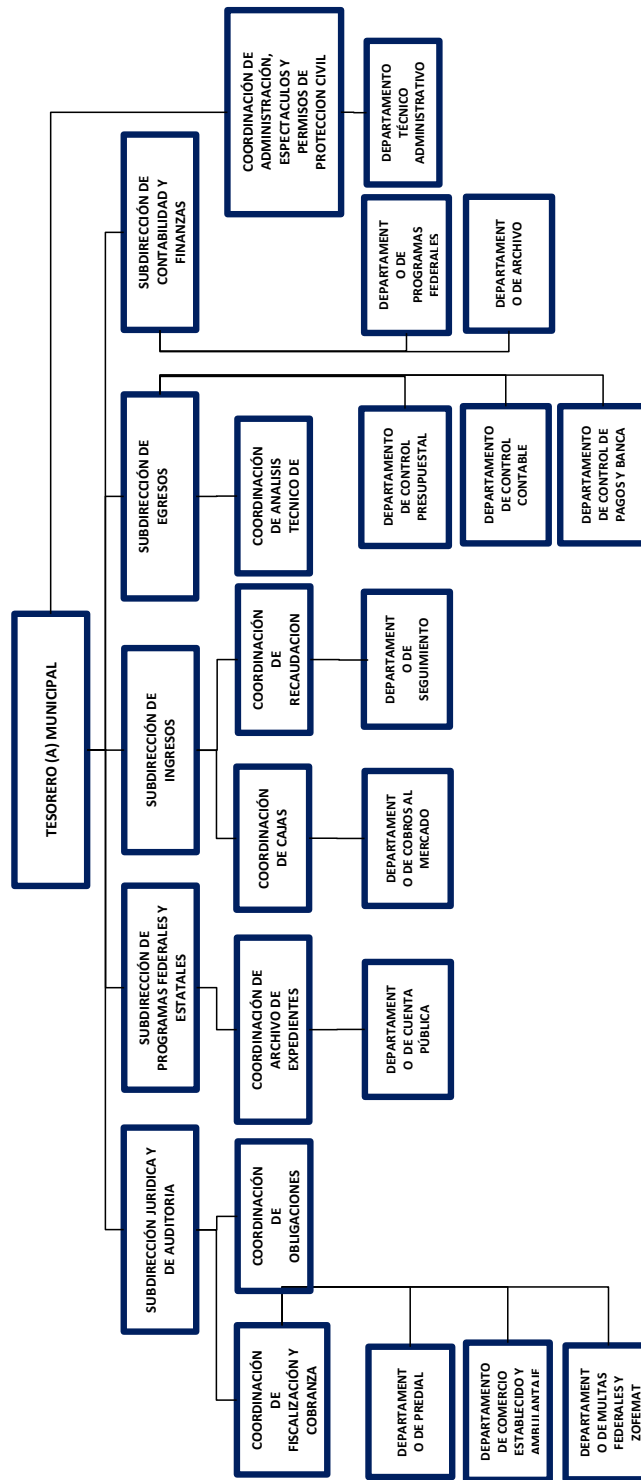 TESORERO (A) MUNICIPAL
SUBDIRECCIÓN JURIDICA Y
DE AUDITORIA
SUBDIRECCIÓN DE
PROGRAMAS FEDERALES Y
ESTATALES
SUBDIRECCIÓN DE
INGRESOS
SUBDIRECCIÓN DE
EGRESOS
SUBDIRECCIÓN DE
CONTABILIDAD Y
FINANZAS
COORDINACIÓN
DE
FISCALIZACIÓN Y
COBRANZA
COORDINACIÓN
DE
OBLIGACIONES
COORDINACIÓN DE
ARCHIVO DE
EXPEDIENTES
COORDINACIÓN
DE CAJAS
COORDINACIÓN
DE
RECAUDACION
COORDINACIÓN
DE ANALISIS
TECNICO DE
COORDINACIÓN DE
ADMINISTRACIÓN,
ESPECTACULOS Y
PERMISOS DE
PROTECCION CIVIL
DEPARTAMENT
O DE PREDIAL
DEPARTAMENTO
DE COMERCIO
ESTABLECIDO Y
AMBULANTAJE
DEPARTAMENT
O DE MULTAS
FEDERALES Y
ZOFEMAT
DEPARTAMENT
O DE CUENTA
PÚBLICA
DEPARTAMENT
O DE COBROS AL
MERCADO
DEPARTAMENT
O DE
SEGUIMIENTO
DEPARTAMENTO
DE CONTROL
PRESUPUESTAL
DEPARTAMENTO
DE CONTROL
CONTABLE
DEPARTAMENTO
DE CONTROL DE
PAGOS Y BANCA
DEPARTAMENT
O DE
PROGRAMAS
FEDERALES
DEPARTAMENT
O DE ARCHIVO
DEPARTAMENTO
TÉCNICO
ADMINISTRATIVO